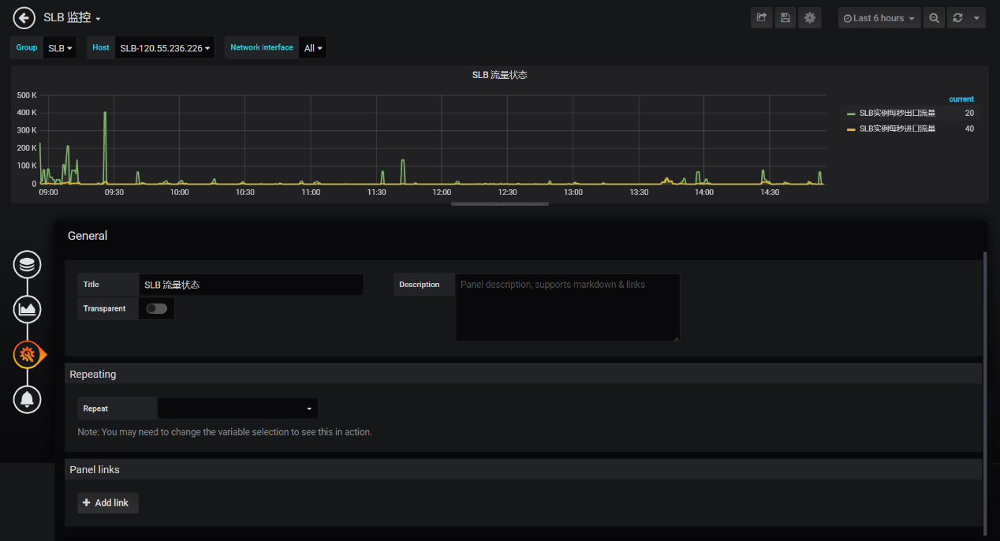 SLB 监控
Last 6 hours
Group SLB Host SLB-120.55.236.226 Network interface All
SLB 流量状态
500 K
400 K
300 K
200 K
100 K
0
09:00 09:30 10:00 10:30 11:00 11:30 12:00 12:30 13:00 13:30 14:00 14:30
current
SLB实例每秒出口流量 20
SLB实例每秒进口流量 40
General
Title SLB 流量状态
Description Panel description, supports markdown & links
Transparent
Repeating
Repeat
Note: You may need to change the variable selection to see this in action.
Panel links
+ Add link